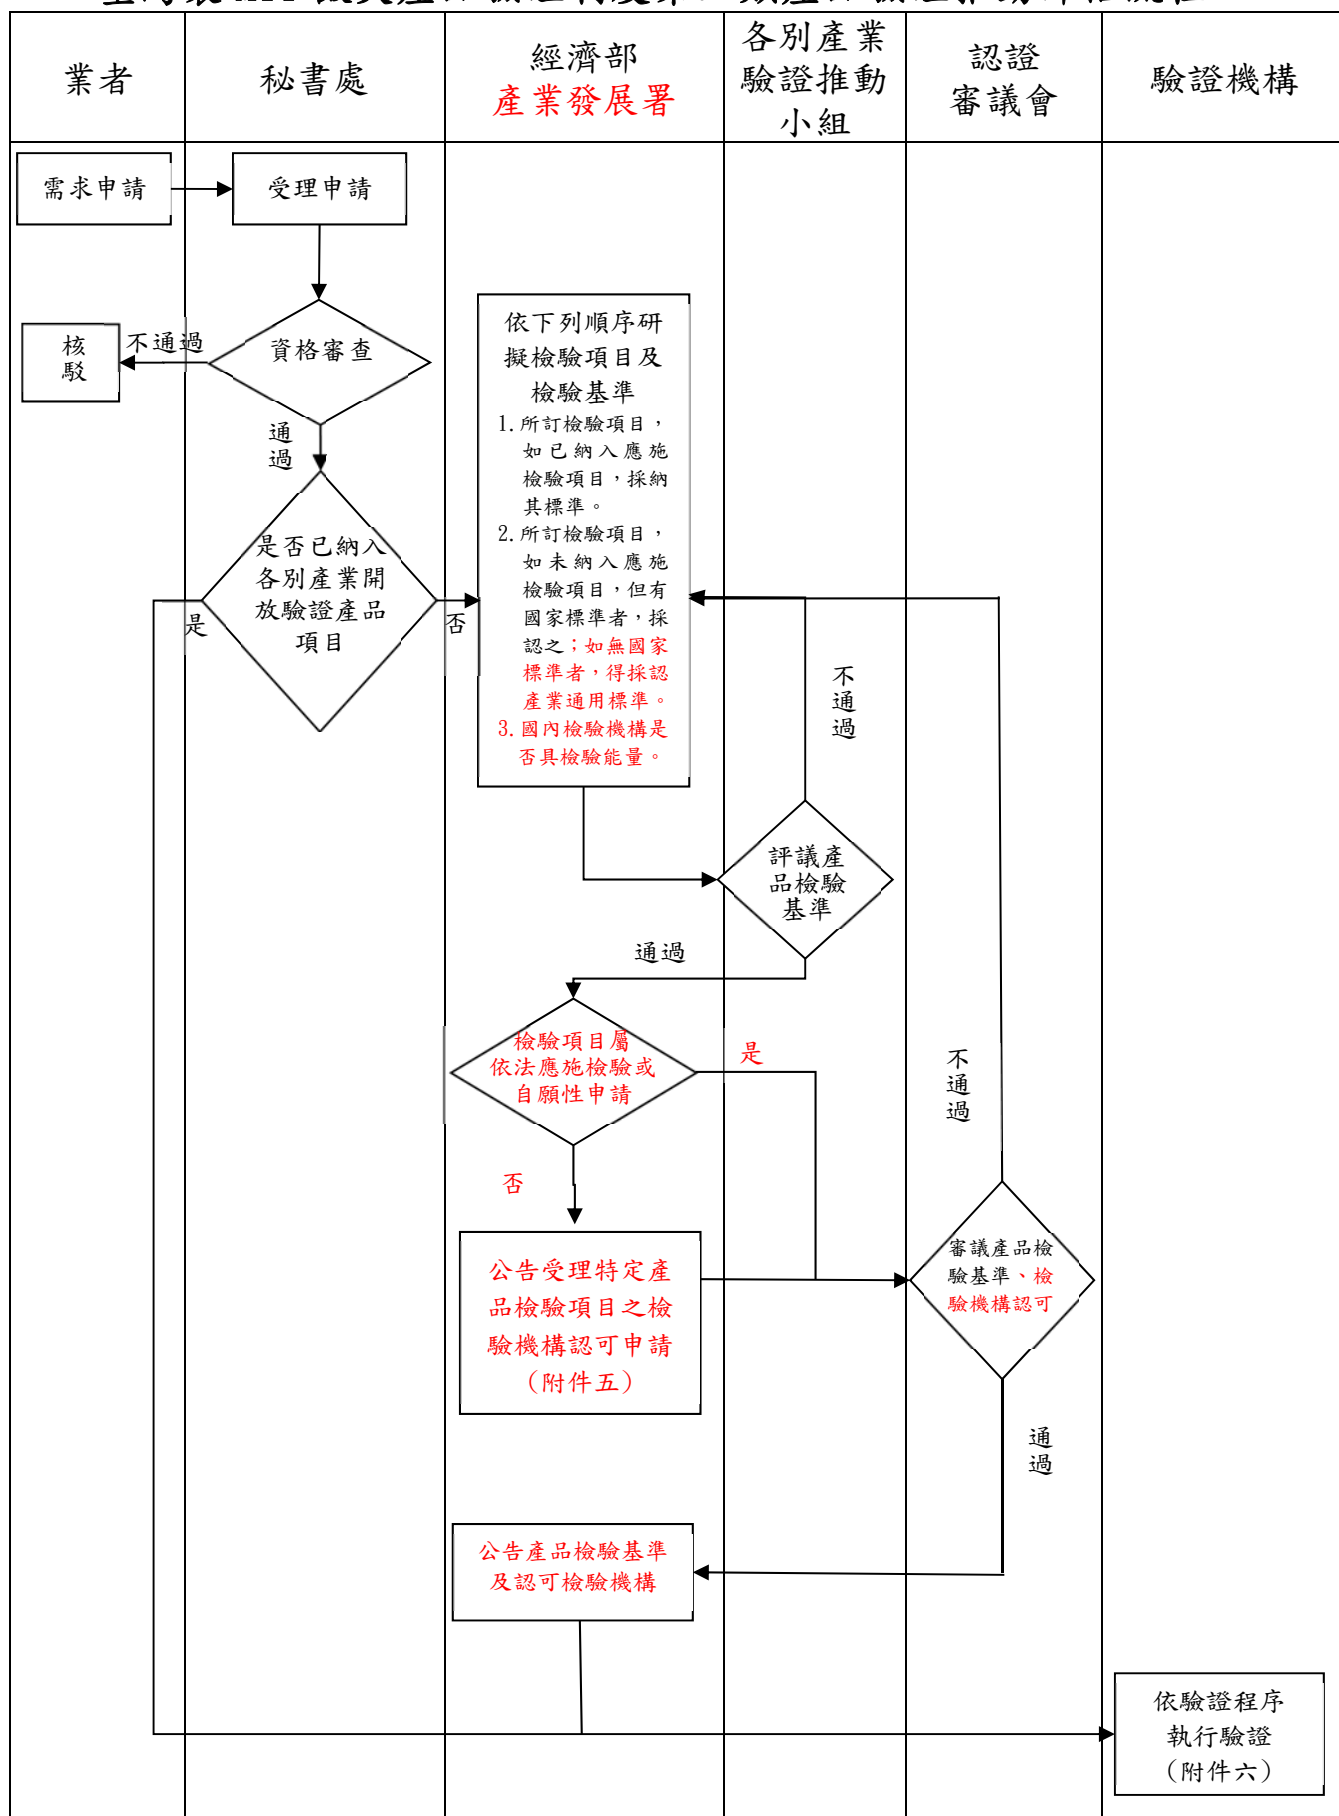 業者
秘書處
經濟部
產業發展署
各別產業
驗證推動
小組
認證
審議會
驗證機構
需求申請
受理申請
核
駁
不通過
資格審查
通
過
是否已納入
各別產業開
放驗證產品
項目
是
否
依下列順序研
擬檢驗項目及
檢驗基準
1.所訂檢驗項目，
如已納入應施
檢驗項目，採納
其標準。
2.所訂檢驗項目，
如未納入應施
檢驗項目，但有
國家標準者，採
認之；如無國家
標準者，得採認
產業通用標準。
3.國內檢驗機構是
否具檢驗能量。
不
通
過
評議產
品檢驗
基準
通過
檢驗項目屬
依法應施檢驗或
自願性申請
是
否
不
通
過
公告受理特定產
品檢驗項目之檢
驗機構認可申請
（附件五）
審議產品檢
驗基準、檢
驗機構認可
通
過
公告產品檢驗基準
及認可檢驗機構
依驗證程序
執行驗證
（附件六）